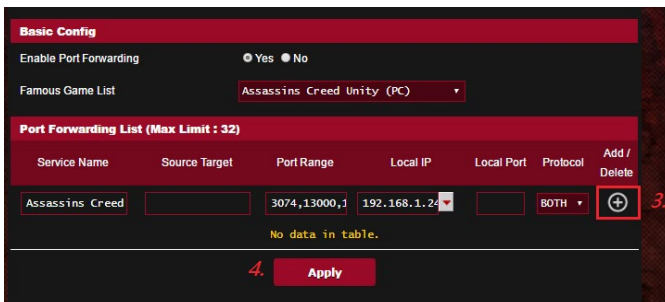 Basic Config
Enable Port Forwarding Yes No
Famous Game List Assassins Creed Unity (PC)
Port Forwarding List (Max Limit : 32)
Service Name Source Target Port Range Local IP Local Port Protocol Add / Delete
Assassins Creed 3074,13000,1 192.168.1.24 BOTH 3.
No data in table.
4. Apply